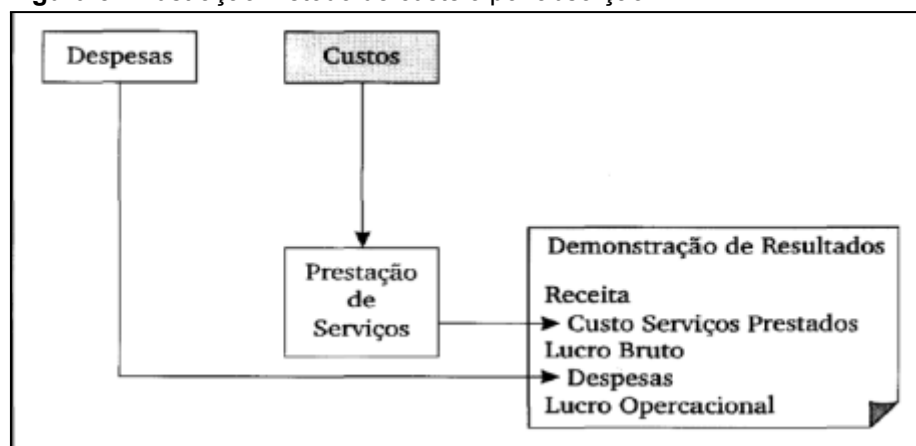 Despesas
Custos
Prestação
de
Serviços
Demonstração de Resultados
Receita
Custo Serviços Prestados
Lucro Bruto
Despesas
Lucro Opercacional